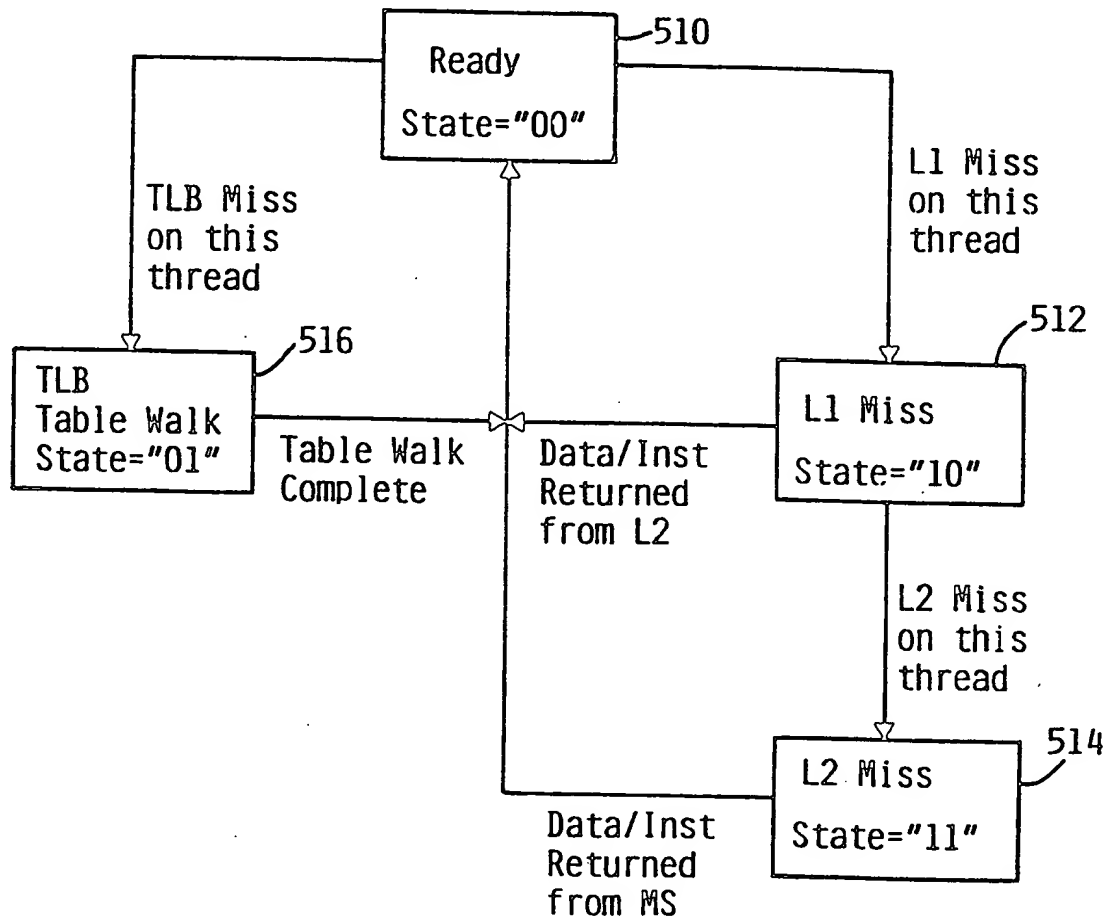 510
Ready
State="00"
TLB Miss
on this
thread
L1 Miss
on this
thread
516
512
TLB
Table Walk
State="01"
Table Walk
Complete
Data/Inst
Returned
from L2
L1 Miss
State="10"
L2 Miss
on this
thread
514
L2 Miss
State="11"
Data/Inst
Returned
from MS